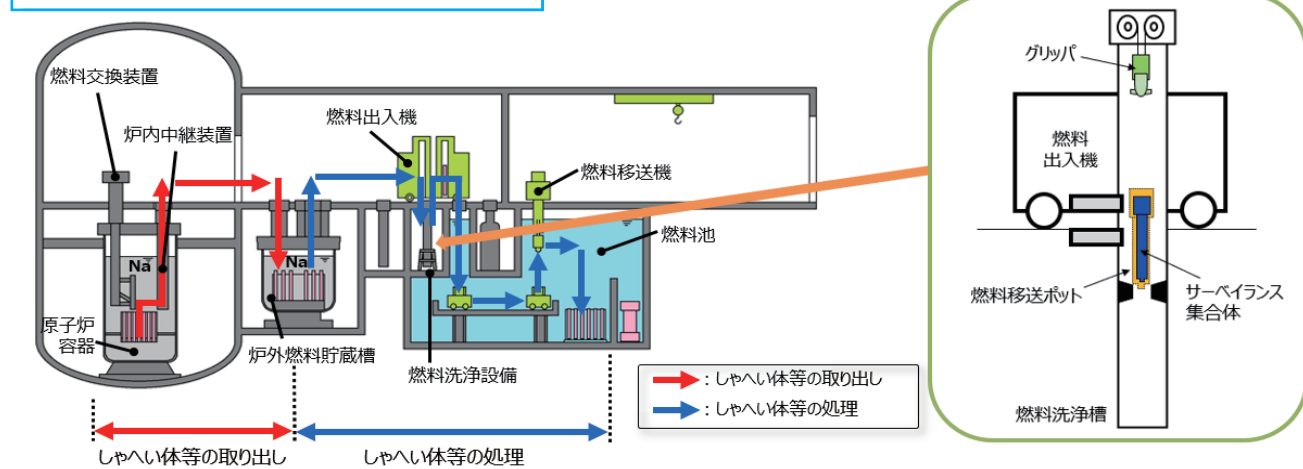 燃料交換装置
炉内中継装置
燃料出入機
燃料移送機
燃料池
Na
Na
原子炉
容器
炉外燃料貯蔵槽
燃料洗浄設備
：しゃへい体等の取り出し
：しゃへい体等の処理
しゃへい体等の取り出し
しゃへい体等の処理
グリッパ
燃料
出入機
燃料移送ポット
サーベイランス
集合体
燃料洗浄槽